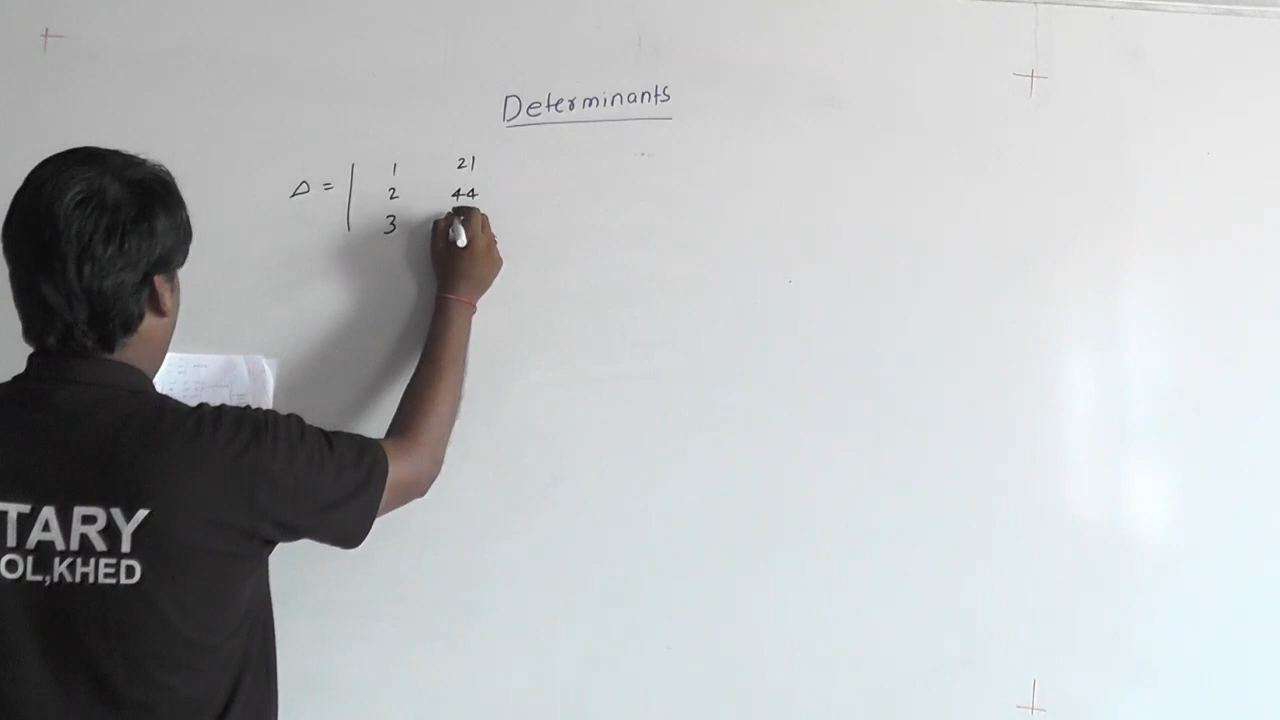 Determinants
Δ = | 1 21
2 44
3
TARY
OL,KHED